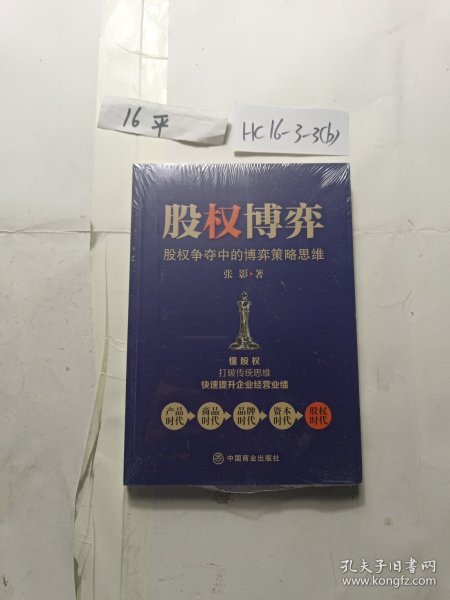 16平
HC16-3-3(b)
股权博弈
股权争夺中的博弈策略思维
张 影·著
懂股权
打破传统思维
快速提升企业经营业绩
产品时代
商品时代
品牌时代
资本时代
股权时代
中国商业出版社
孔夫子旧书网
www.kongfz.com